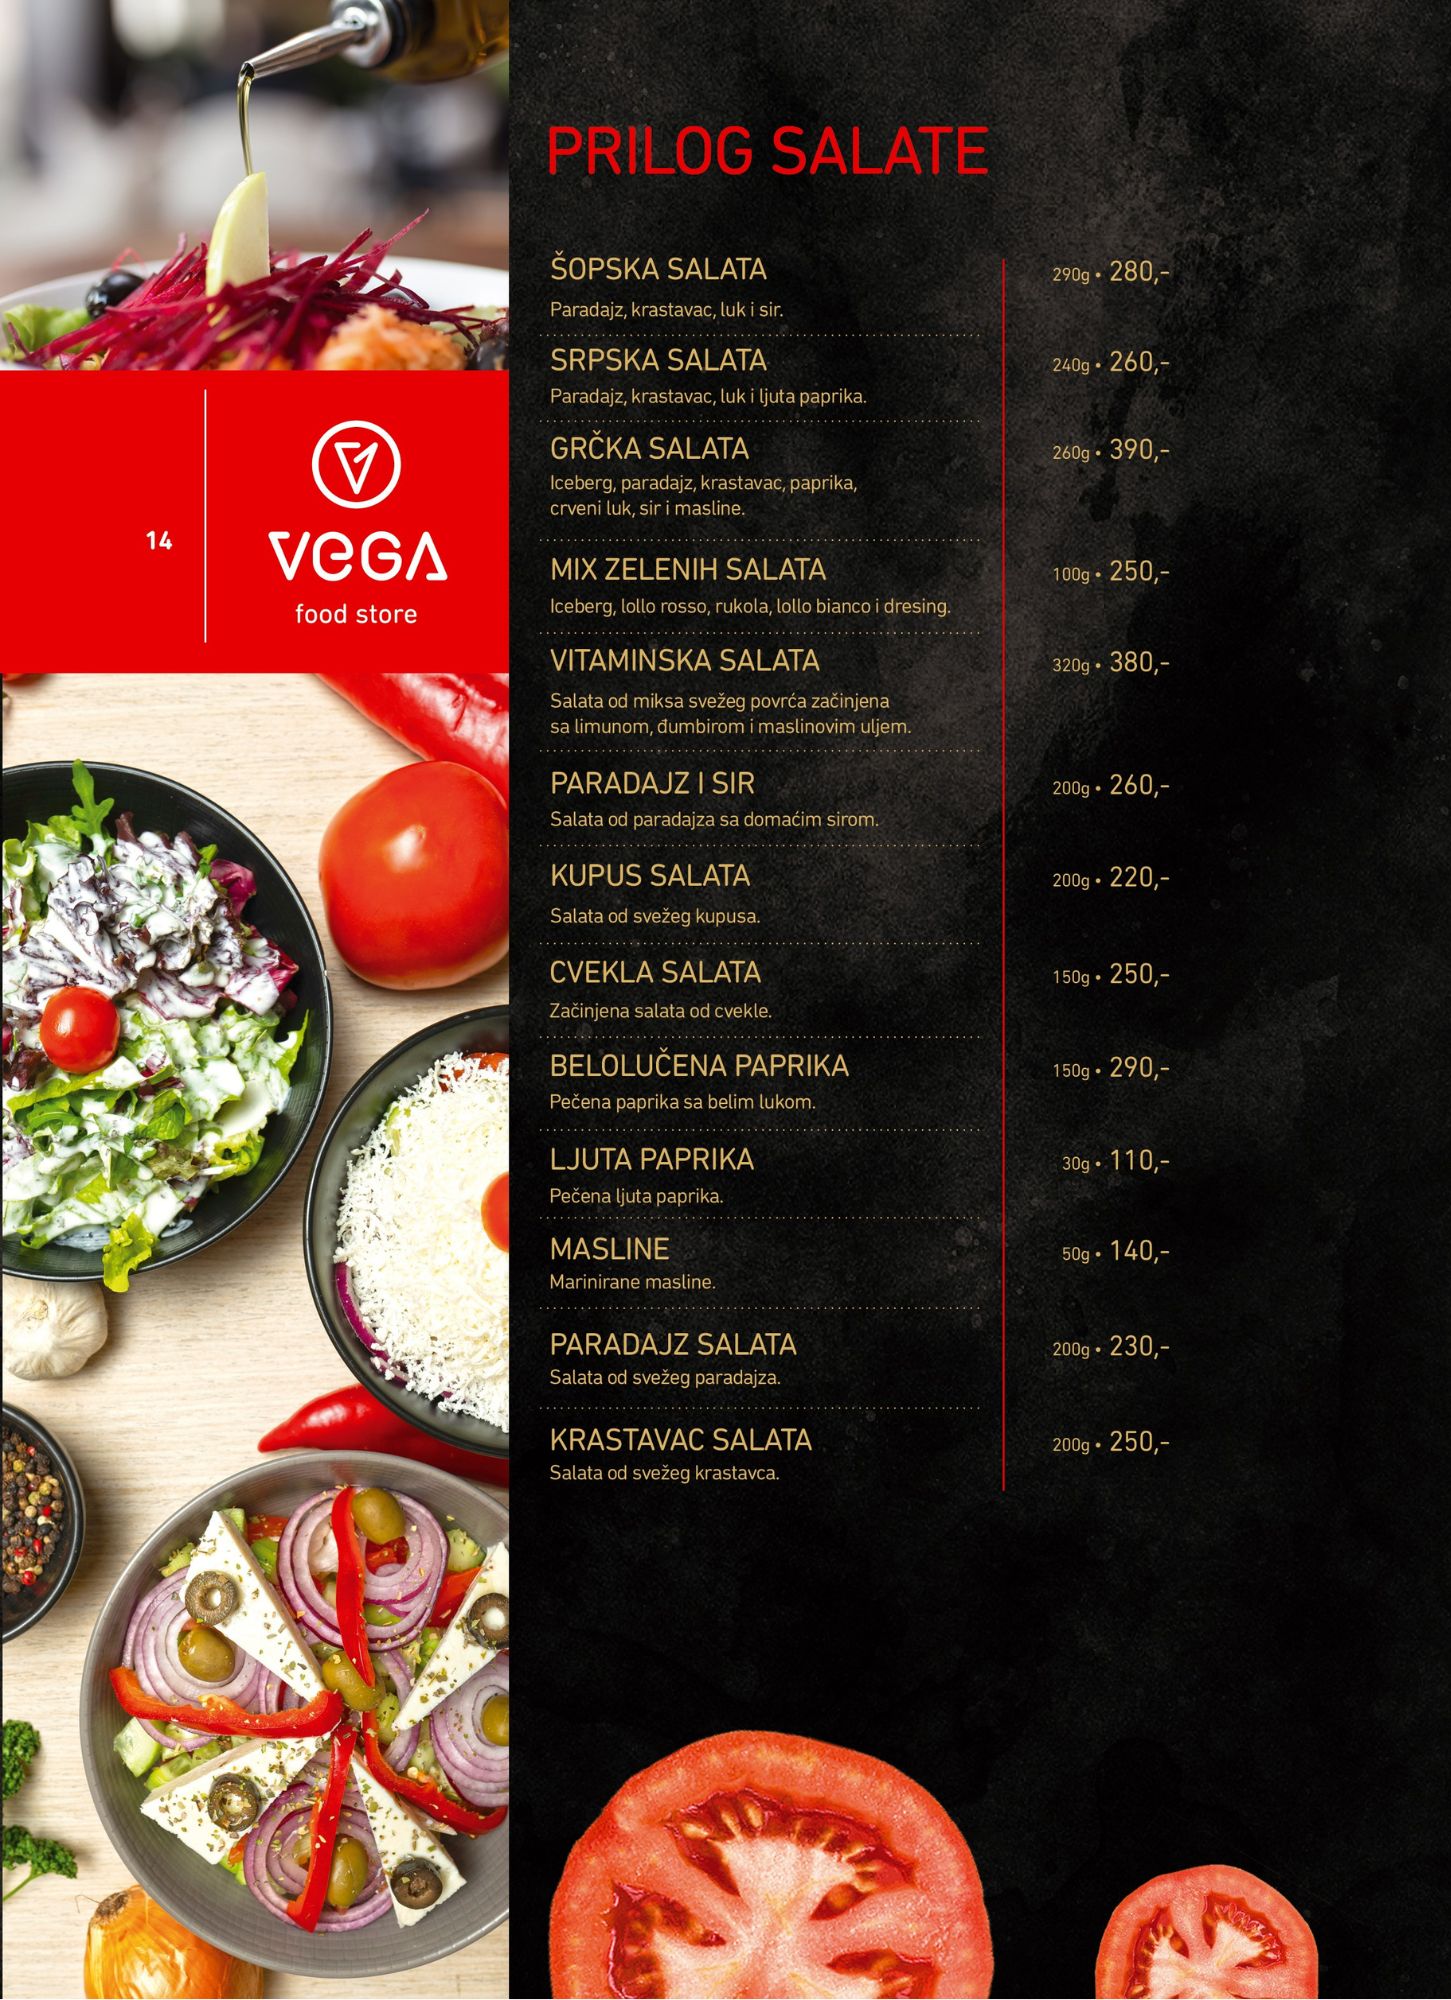 PRILOG SALATE
ŠOPSKA SALATA 290g • 280,-
Paradajz, krastavac, luk i sir.
SRPSKA SALATA 240g • 260,-
Paradajz, krastavac, luk i ljuta paprika.
GRČKA SALATA 260g • 390,-
Iceberg, paradajz, krastavac, paprika,
crveni luk, sir i masline.
MIX ZELENIH SALATA 100g • 250,-
Iceberg, lollo rosso, rukola, lollo bianco i dresing.
VITAMINSKA SALATA 320g • 380,-
Salata od miksa svežeg povrća začinjena
sa limunom, đumbirom i maslinovim uljem.
PARADAJZ I SIR 200g • 260,-
Salata od paradajza sa domaćim sirom.
KUPUS SALATA 200g • 220,-
Salata od svežeg kupusa.
CVEKLA SALATA 150g • 250,-
Začinjena salata od cvekle.
BELOLUČENA PAPRIKA 150g • 290,-
Pečena paprika sa belim lukom.
LJUTA PAPRIKA 30g • 110,-
Pečena ljuta paprika.
MASLINE 50g • 140,-
Marinirane masline.
PARADAJZ SALATA 200g • 230,-
Salata od svežeg paradajza.
KRASTAVAC SALATA 200g • 250,-
Salata od svežeg krastavca.
14
VEGA
food store